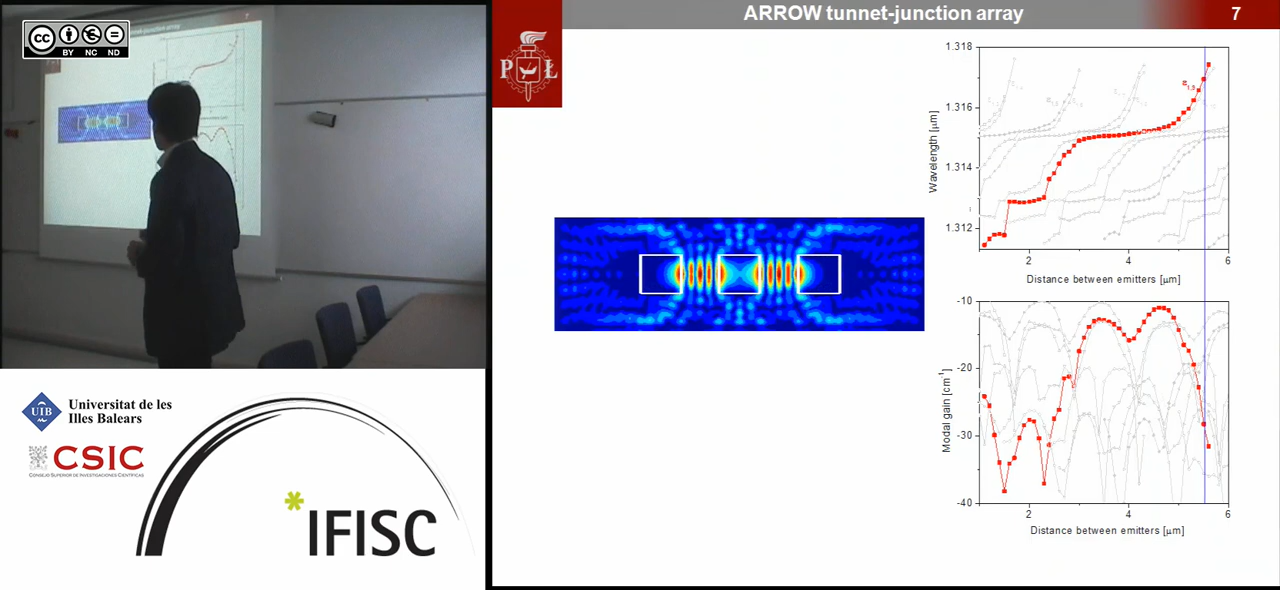 cc
BY NC ND
ARROW tunnet-junction array
7
P Ł
1.318
1.316
1.314
1.312
Wavelength [μm]
2 4 6
Distance between emitters [μm]
-10
-20
-30
-40
Modal gain [cm-1]
2 4 6
Distance between emitters [μm]
UIB
Universitat de les
Illes Balears
CSIC
CONSEJO SUPERIOR DE INVESTIGACIONES CIENTÍFICAS
*IFISC